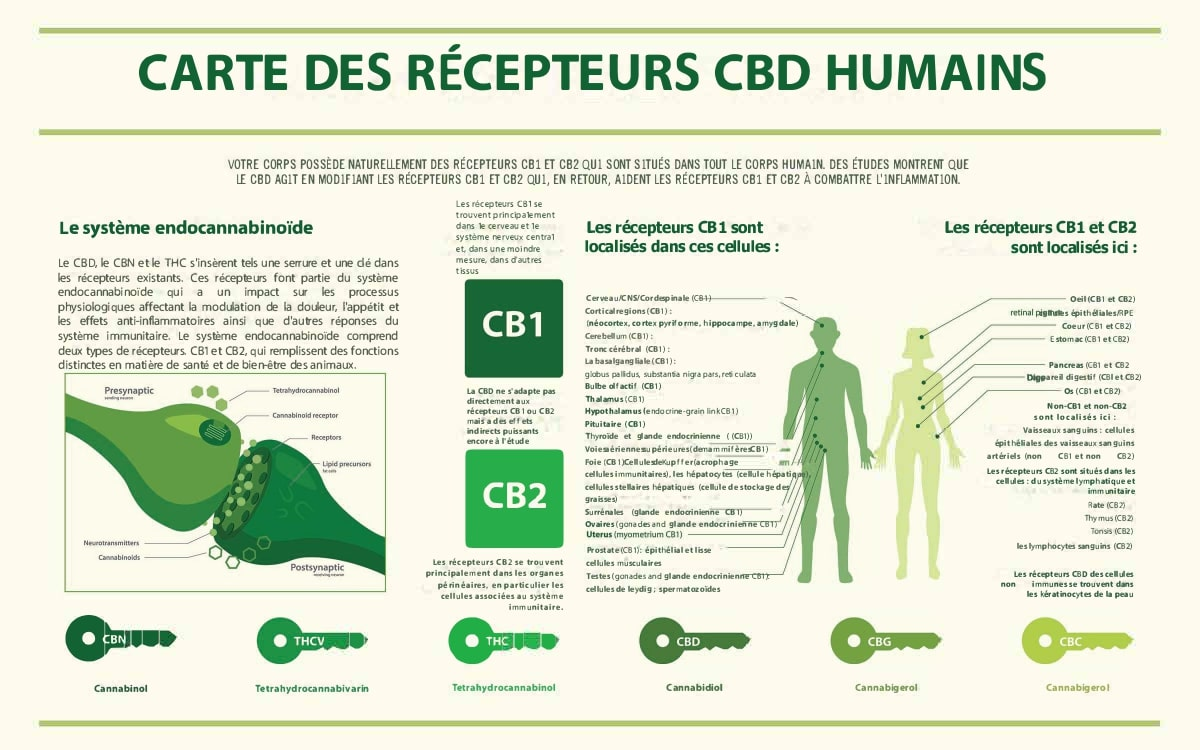 CARTE DES RÉCEPTEURS CBD HUMAINS
VOTRE CORPS POSSÈDE NATURELLEMENT DES RÉCEPTEURS CB1 ET CB2 QUI SONT SITUÉS DANS TOUT LE CORPS HUMAIN. DES ÉTUDES MONTRENT QUE
LE CBD AGIT EN MODIFIANT LES RÉCEPTEURS CB1 ET CB2 QUI, EN RETOUR, AIDENT LES RÉCEPTEURS CB1 ET CB2 À COMBATTRE L'INFLAMMATION.
Le système endocannabinoïde
Le CBD, le CBN et le THC s'insèrent tels une serrure et une clé dans
les récepteurs existants. Ces récepteurs font partie du système
endocannabinoïde qui a un impact sur les processus
physiologiques affectant la modulation de la douleur, l'appétit et
les effets anti-inflammatoires ainsi que d'autres réponses du
système immunitaire. Le système endocannabinoïde comprend
deux types de récepteurs. CB1 et CB2, qui remplissent des fonctions
distinctes en matière de santé et de bien-être des animaux.
Presynaptic
sending neuron
Tetrahydrocannabinol
Cannabinoid receptor
Receptors
Lipid precursors
fat cells
Neurotransmitters
Cannabinoids
Postsynaptic
receiving neuron
Les récepteurs CB1 se
trouvent principalement
dans le cerveau et le
système nerveux central
et, dans une moindre
mesure, dans d'autres
tissus
CB1
La CBD ne s'adapte pas
directement aux
récepteurs CB1 ou CB2
mais a des effets
indirects puissants
encore à l'étude
CB2
Les récepteurs CB2 se trouvent
principalement dans les organes
périnéaires, en particulier les
cellules associées au système
immunitaire.
Les récepteurs CB1 sont
localisés dans ces cellules :
Cerveau/CNS/Cordespinale (CB1)
Corticalregions (CB1) :
(néocortex, cortex pyriforme, hippocampe, amygdale)
Cerebellum (CB1) :
Tronc cérébral (CB1) :
La basalgangliale (CB1) :
globus pallidus, substantia nigra pars, reticulata
Bulbe olfactif (CB1)
Thalamus (CB1)
Hypothalamus (endocrine-grain link CB1)
Pituitaire (CB1)
Thyroïde et glande endocrinienne ((CB1))
Voies aériennes supérieures (de mammifères CB1)
Foie (CB1) Cellules de Kupffer (acrophage
cellules immunitaires), les hépatocytes (cellule hépatique),
cellules stellaires hépatiques (cellule de stockage des
graisses)
Surrénales (glande endocrinienne CB1)
Ovaires (gonades and glande endocrinienne CB1)
Uterus (myometrium CB1)
Prostate (CB1): épithélial et lisse
cellules musculaires
Testes (gonades and glande endocrinienne CB1):
cellules de leydig ; spermatozoïdes
Les récepteurs CB1 et CB2
sont localisés ici :
Oeil (CB1 et CB2)
retinal épithéliales/RPE
Coeur (CB1 et CB2)
Estomac (CB1 et CB2)
Pancreas (CB1 et CB2
digestif (CB1 et CB2)
Os (CB1 et CB2)
Non-CB1 et non-CB2
sont localisés ici :
Vaisseaux sanguins : cellules
épithéliales des vaisseaux sanguins
artériels (non CB1 et non CB2)
Les récepteurs CB2 sont situés dans les
cellules : du système lymphatique et
immunitaire
Rate (CB2)
Thymus (CB2)
Tonsis (CB2)
les lymphocytes sanguins (CB2)
Les récepteurs CBD des cellules
non immunes se trouvent dans
les kératinocytes de la peau
CBN
THCV
THC
CBD
CBG
CBC
Cannabinol
Tetrahydrocannabivarin
Tetrahydrocannabinol
Cannabidiol
Cannabigerol
Cannabigerol